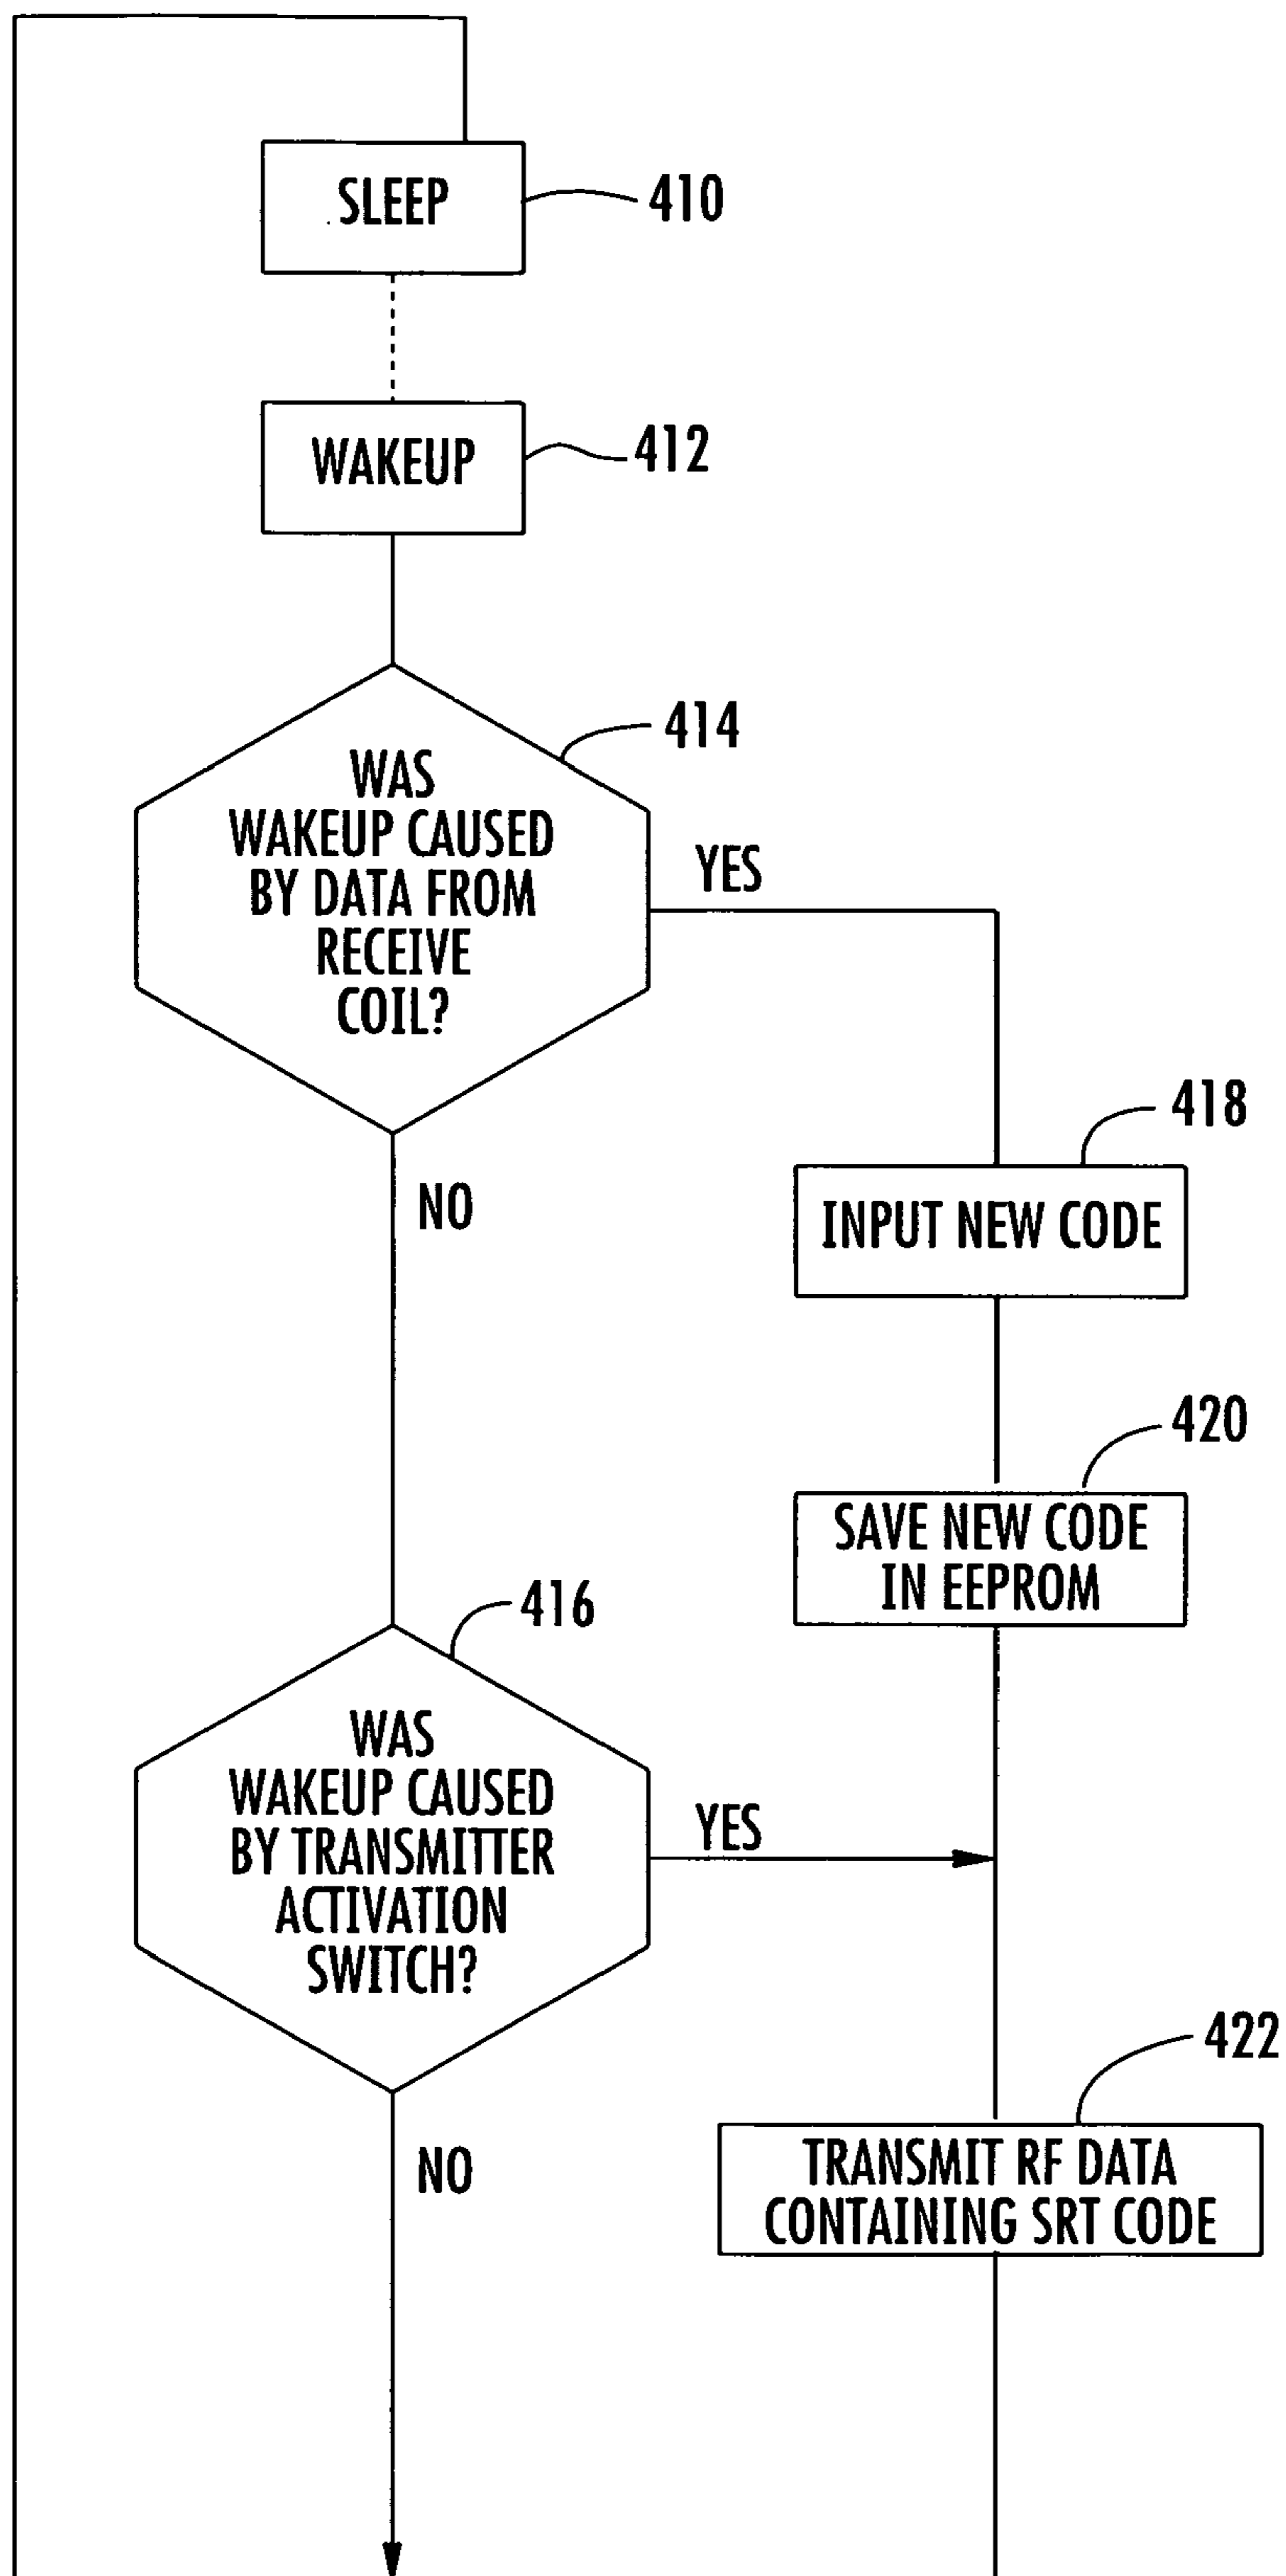 SLEEP
410
WAKEUP
412
414
WAS
WAKEUP CAUSED
BY DATA FROM
RECEIVE
COIL?
YES
NO
418
INPUT NEW CODE
420
SAVE NEW CODE
IN EEPROM
416
WAS
WAKEUP CAUSED
BY TRANSMITTER
ACTIVATION
SWITCH?
YES
NO
422
TRANSMIT RF DATA
CONTAINING SRT CODE